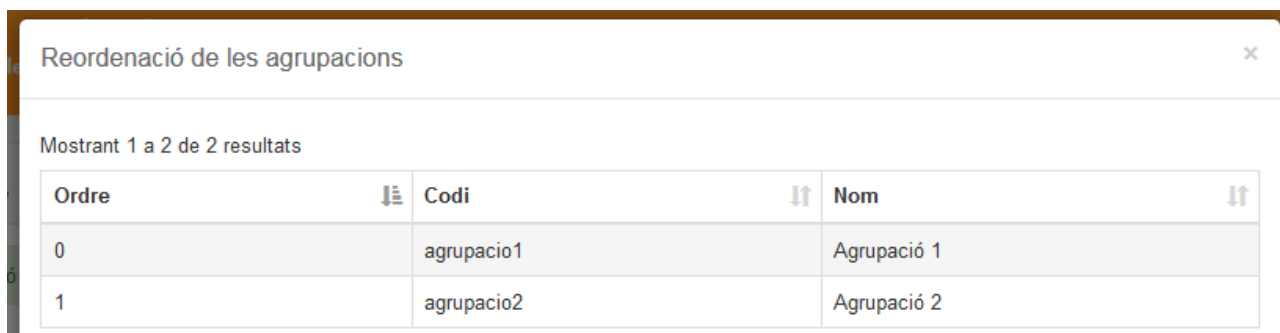 Reordenació de les agrupacions ×
Mostrant 1 a 2 de 2 resultats
Ordre Codi Nom
0 agrupacio1 Agrupació 1
1 agrupacio2 Agrupació 2